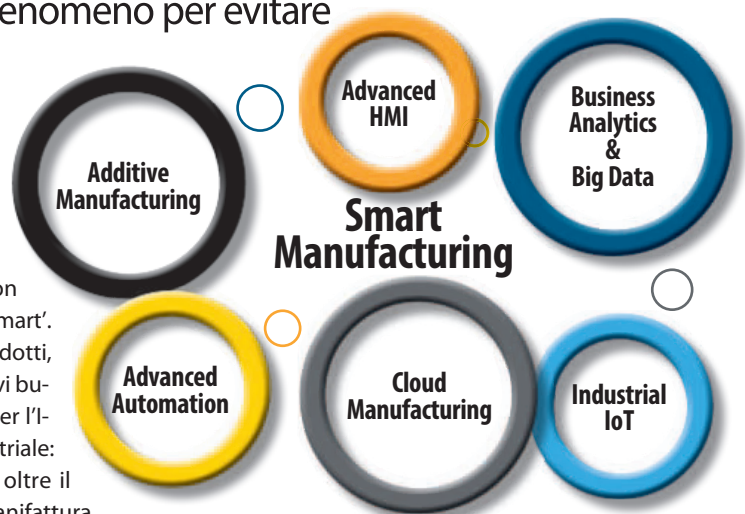 enomeno per evitare
Advanced
HMI
Business
Analytics
&
Big Data
Additive
Manufacturing
Smart
Manufacturing
on
mart’.
dotti,
vi bu-
er l’I-
triale:
oltre il
anifattura
Advanced
Automation
Cloud
Manufacturing
Industrial
IoT